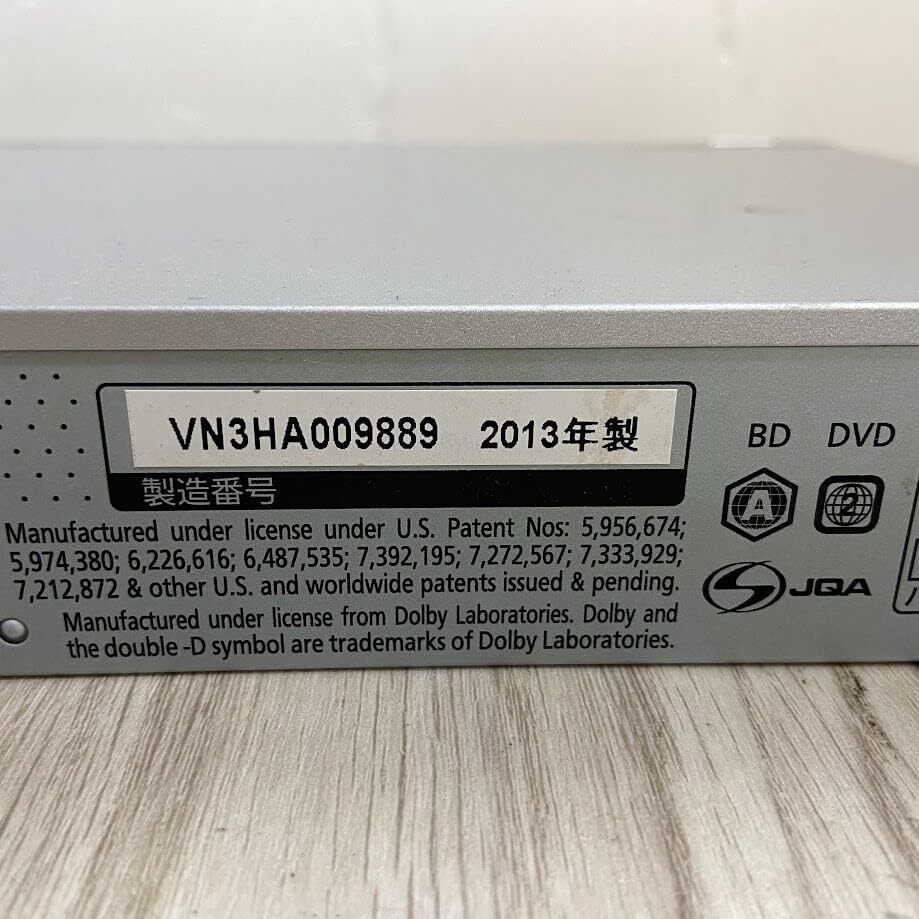 VN3HA009889 2013年製
製造番号
BD DVD
A 2
JQA
Manufactured under license under U.S. Patent Nos: 5,956,674;
5,974,380; 6,226,616; 6,487,535; 7,392,195; 7,272,567; 7,333,929;
7,212,872 & other U.S. and worldwide patents issued & pending.
Manufactured under license from Dolby Laboratories. Dolby and
the double -D symbol are trademarks of Dolby Laboratories.